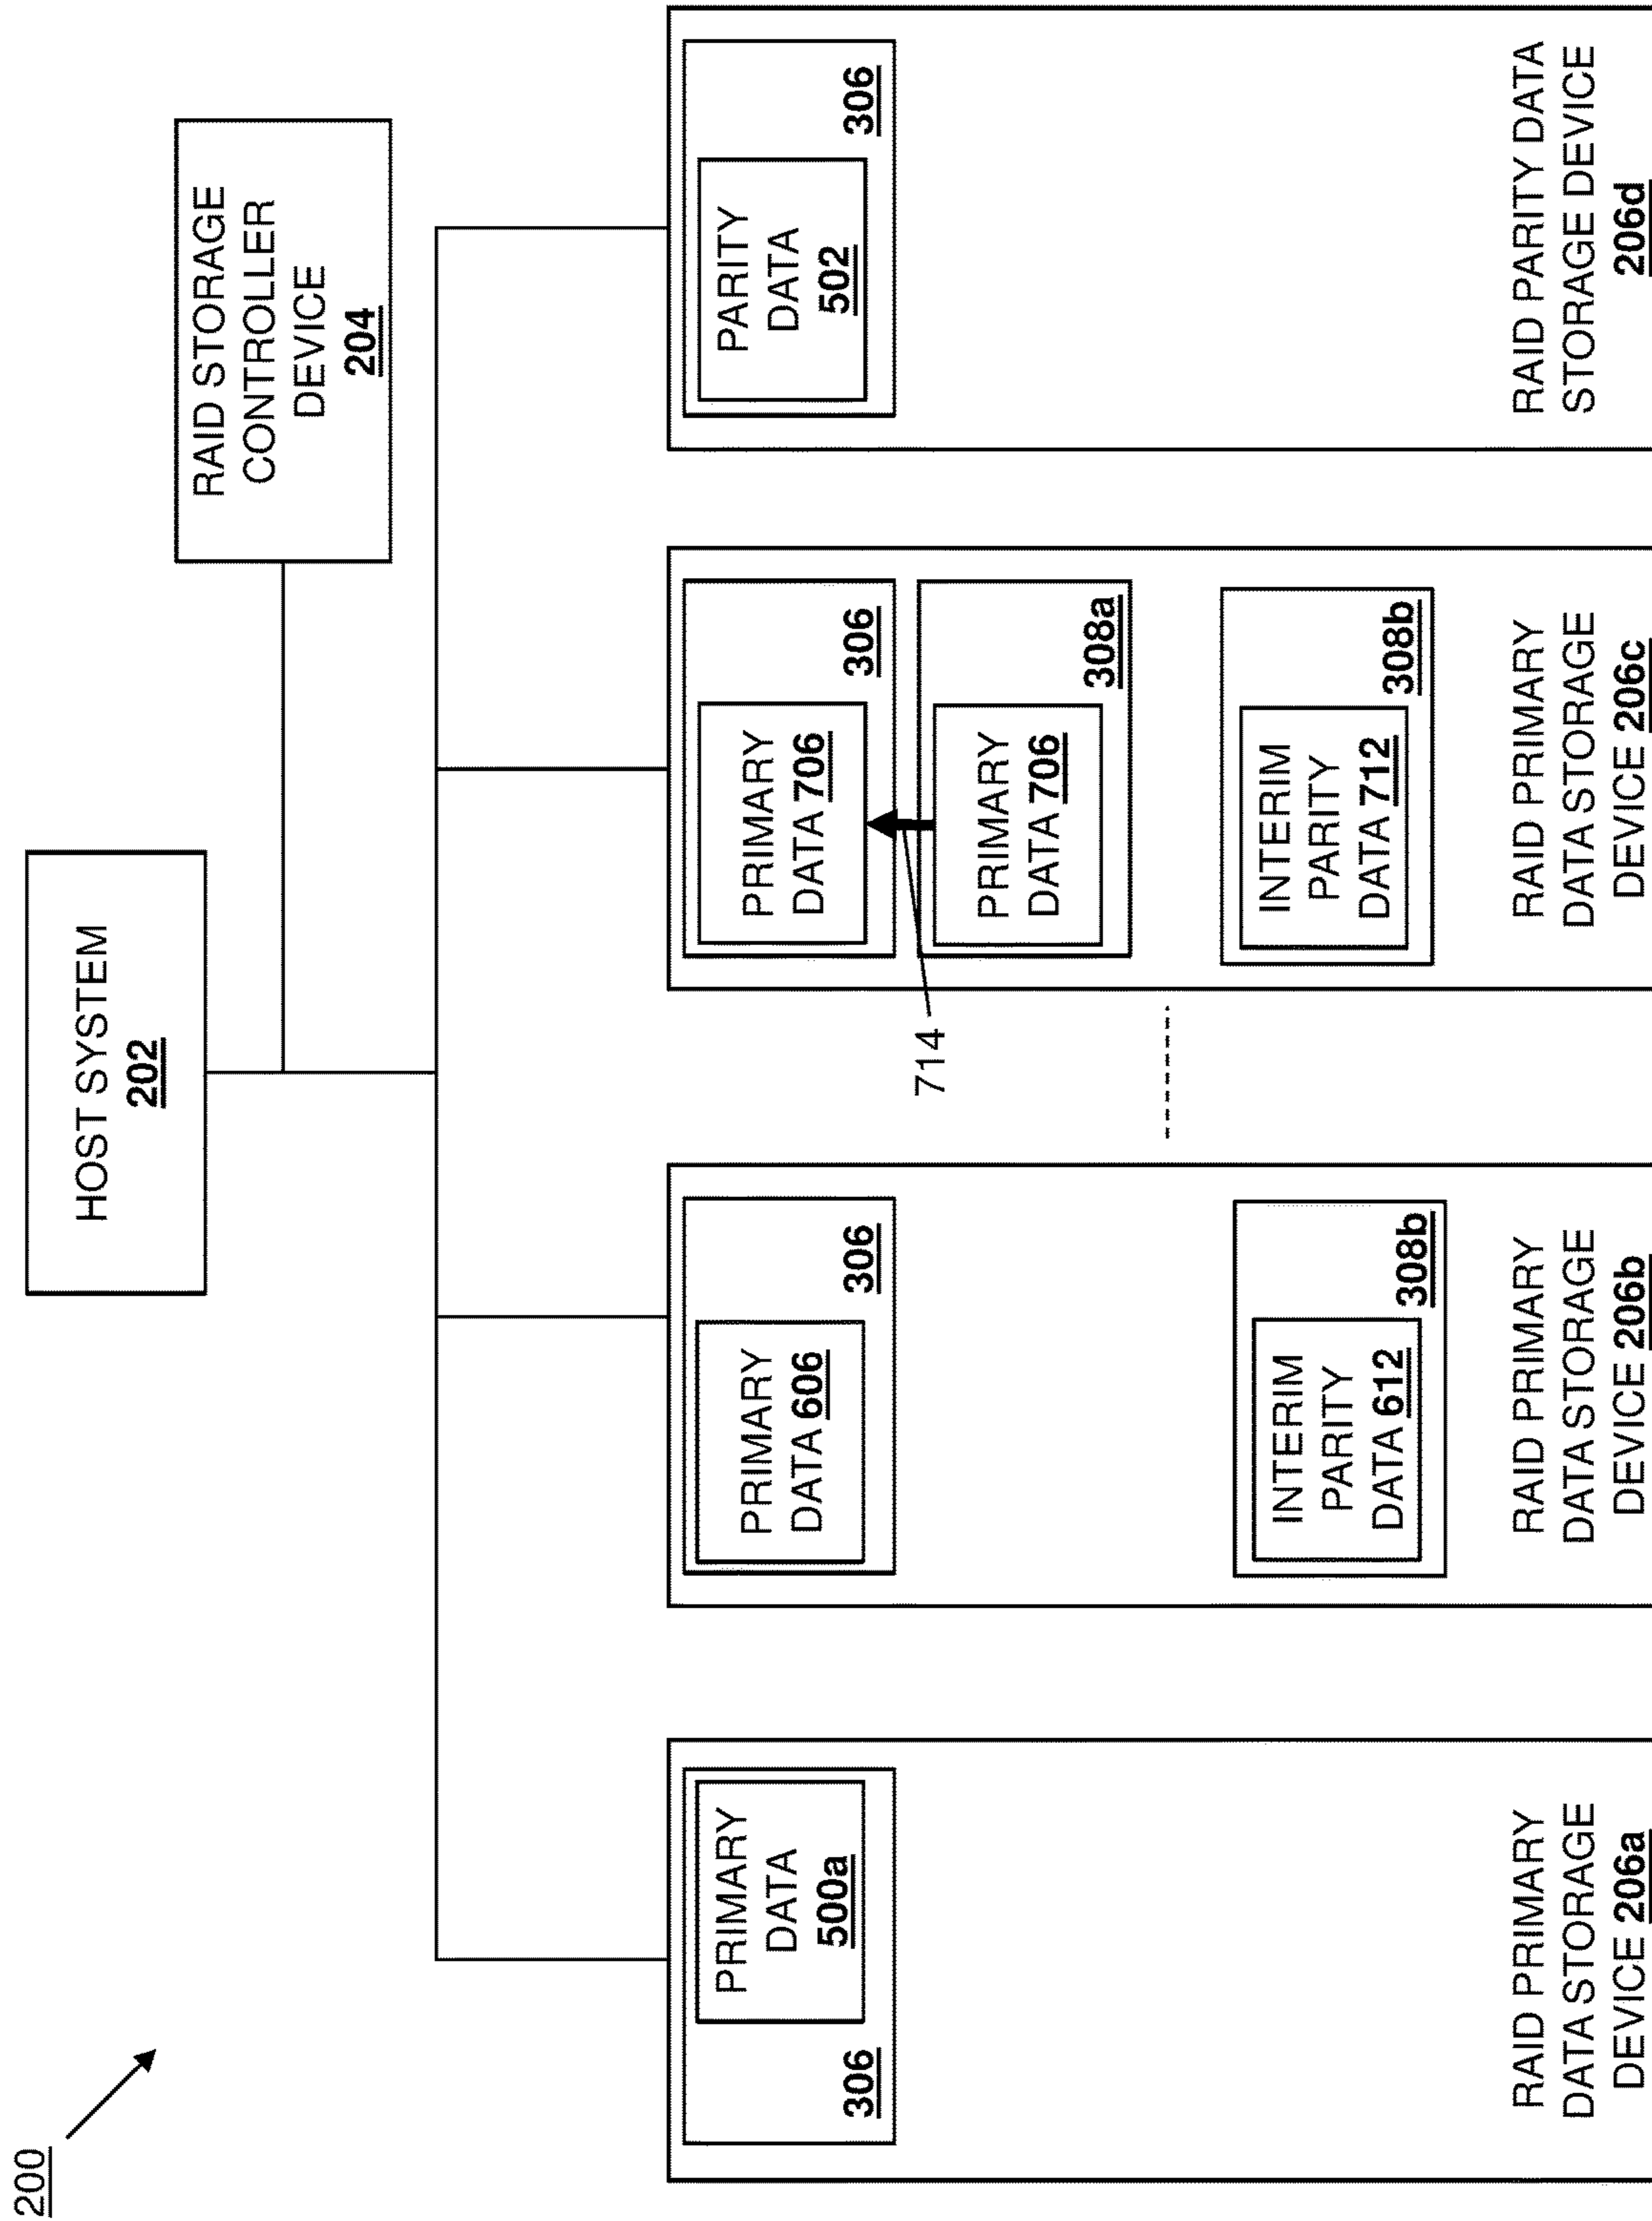 200
HOST SYSTEM
202
RAID STORAGE
CONTROLLER
DEVICE
204
PRIMARY
DATA
500a
306
RAID PRIMARY
DATA STORAGE
DEVICE 206a
PRIMARY
DATA 606
306
INTERIM
PARITY
DATA 612
308b
RAID PRIMARY
DATA STORAGE
DEVICE 206b
714
PRIMARY
DATA 706
306
PRIMARY
DATA 706
308a
INTERIM
PARITY
DATA 712
308b
RAID PRIMARY
DATA STORAGE
DEVICE 206c
PARITY
DATA
502
306
RAID PARITY DATA
STORAGE DEVICE
206d